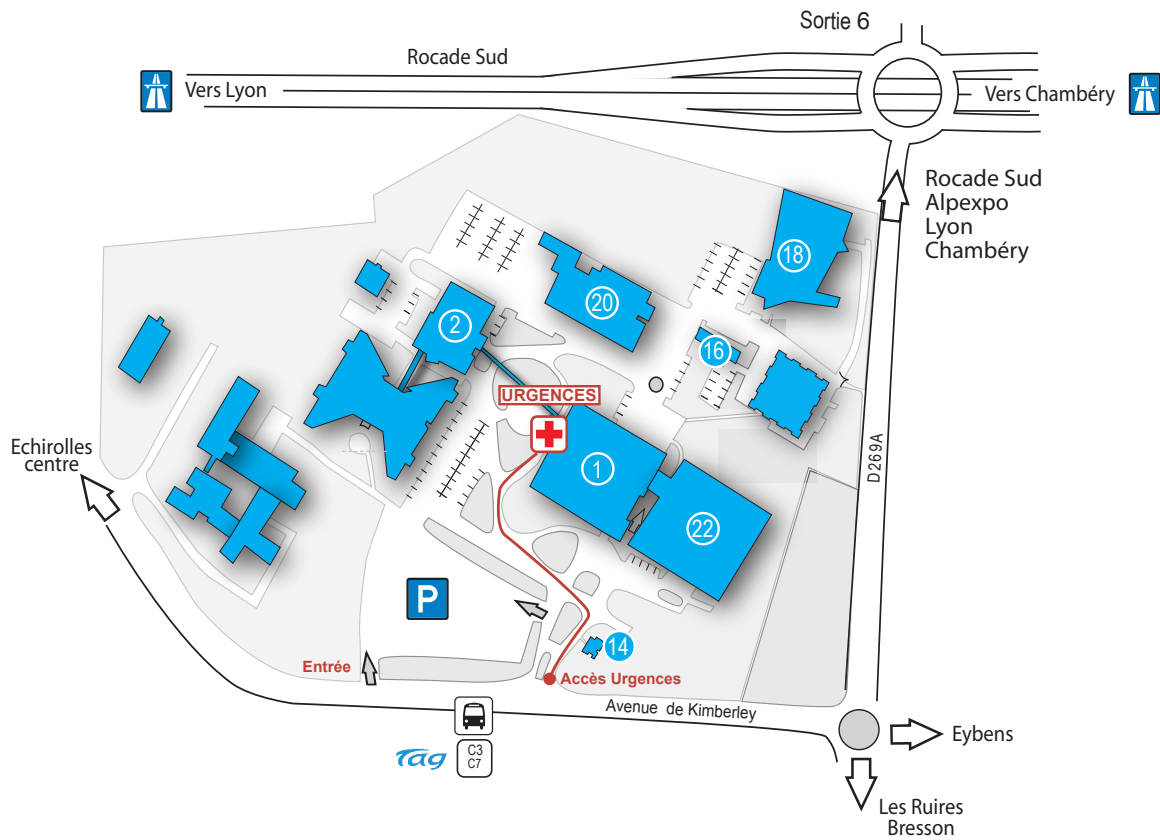 Sortie 6
Rocade Sud
Vers Lyon
Vers Chambéry
Rocade Sud
Alpexpo
Lyon
Chambéry
18
20
2
16
URGENCES
Echirolles
centre
1
D269A
22
P
14
Entrée
Accès Urgences
Avenue de Kimberley
Eybens
Tag
C3
C7
Les Ruires
Bresson